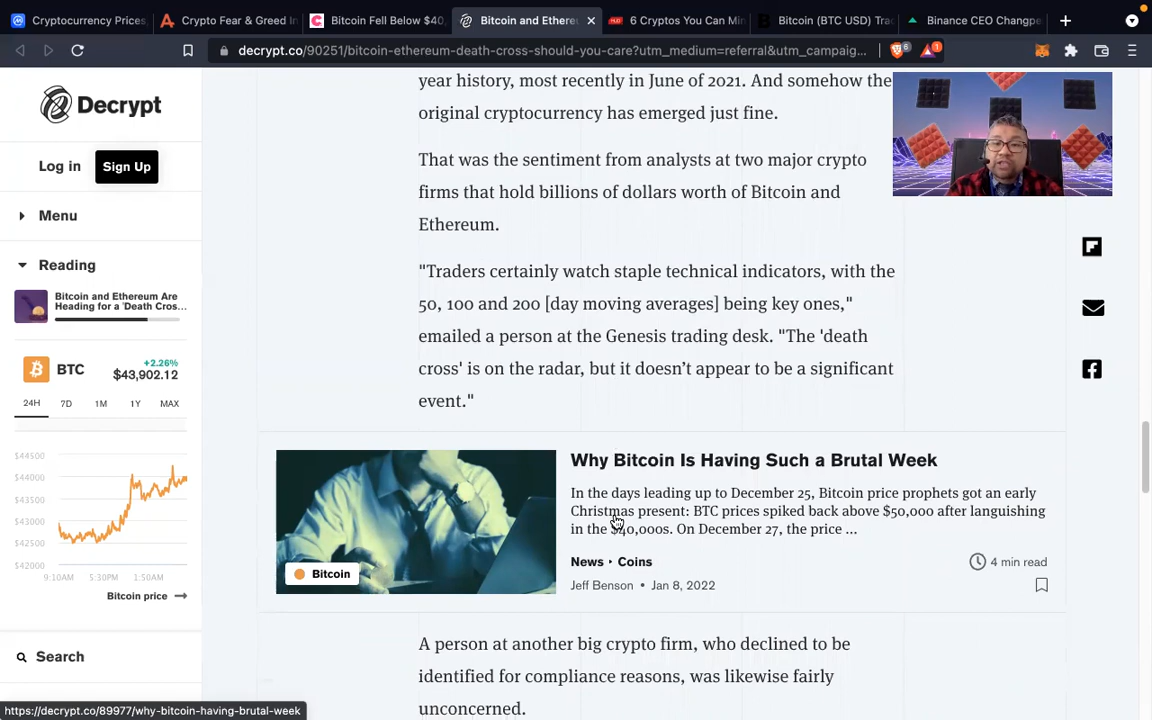 Cryptocurrency Prices,
Crypto Fear & Greed In
Bitcoin Fell Below $40,
Bitcoin and Ethereu
6 Cryptos You Can Min
Bitcoin (BTC USD) Trac
Binance CEO Changpe
decrypt.co/90251/bitcoin-ethereum-death-cross-should-you-care?utm_medium=referral&utm_campaig...
6
1
Decrypt
Log in
Sign Up
Menu
Reading
Bitcoin and Ethereum Are
Heading for a 'Death Cros...
BTC
+2.26%
$43,902.12
24H 7D 1M 1Y MAX
$44500
$44000
$43500
$43000
$42500
$42000
9:10AM 5:30PM 1:50AM
Bitcoin price
Search
year history, most recently in June of 2021. And somehow the
original cryptocurrency has emerged just fine.
That was the sentiment from analysts at two major crypto
firms that hold billions of dollars worth of Bitcoin and
Ethereum.
"Traders certainly watch staple technical indicators, with the
50, 100 and 200 [day moving averages] being key ones,"
emailed a person at the Genesis trading desk. "The 'death
cross' is on the radar, but it doesn't appear to be a significant
event."
Bitcoin
Why Bitcoin Is Having Such a Brutal Week
In the days leading up to December 25, Bitcoin price prophets got an early
Christmas present: BTC prices spiked back above $50,000 after languishing
in the $40,000s. On December 27, the price ...
News Coins
4 min read
Jeff Benson • Jan 8, 2022
A person at another big crypto firm, who declined to be
identified for compliance reasons, was likewise fairly
unconcerned.
https://decrypt.co/89977/why-bitcoin-having-brutal-week